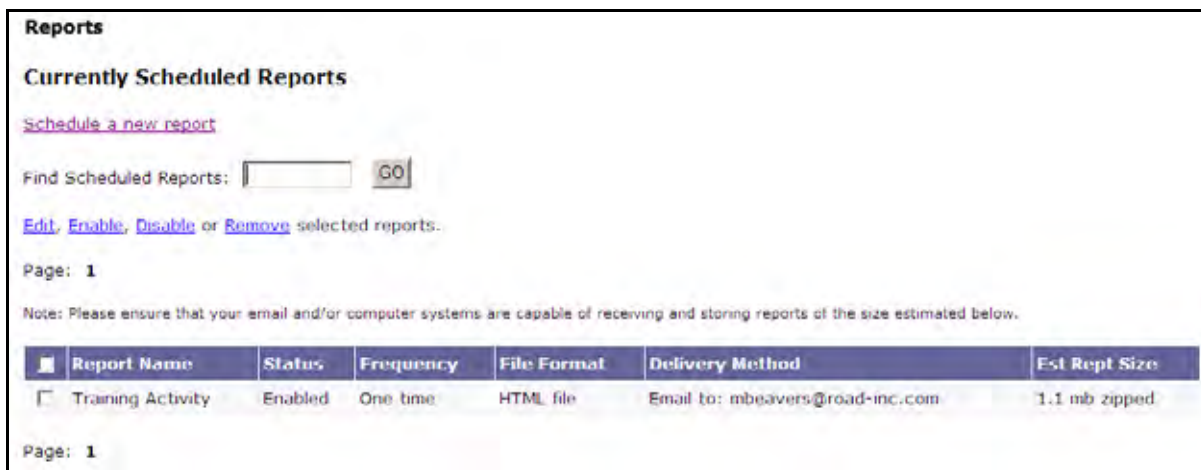 Reports
Currently Scheduled Reports
Schedule a new report
Find Scheduled Reports: GO
Edit, Enable, Disable or Remove selected reports.
Page: 1
Note: Please ensure that your email and/or computer systems are capable of receiving and storing reports of the size estimated below.
Report Name Status Frequency File Format Delivery Method Est Rept Size
Training Activity Enabled One time HTML file Email to: mbeavers@road-inc.com 1.1 mb zipped
Page: 1